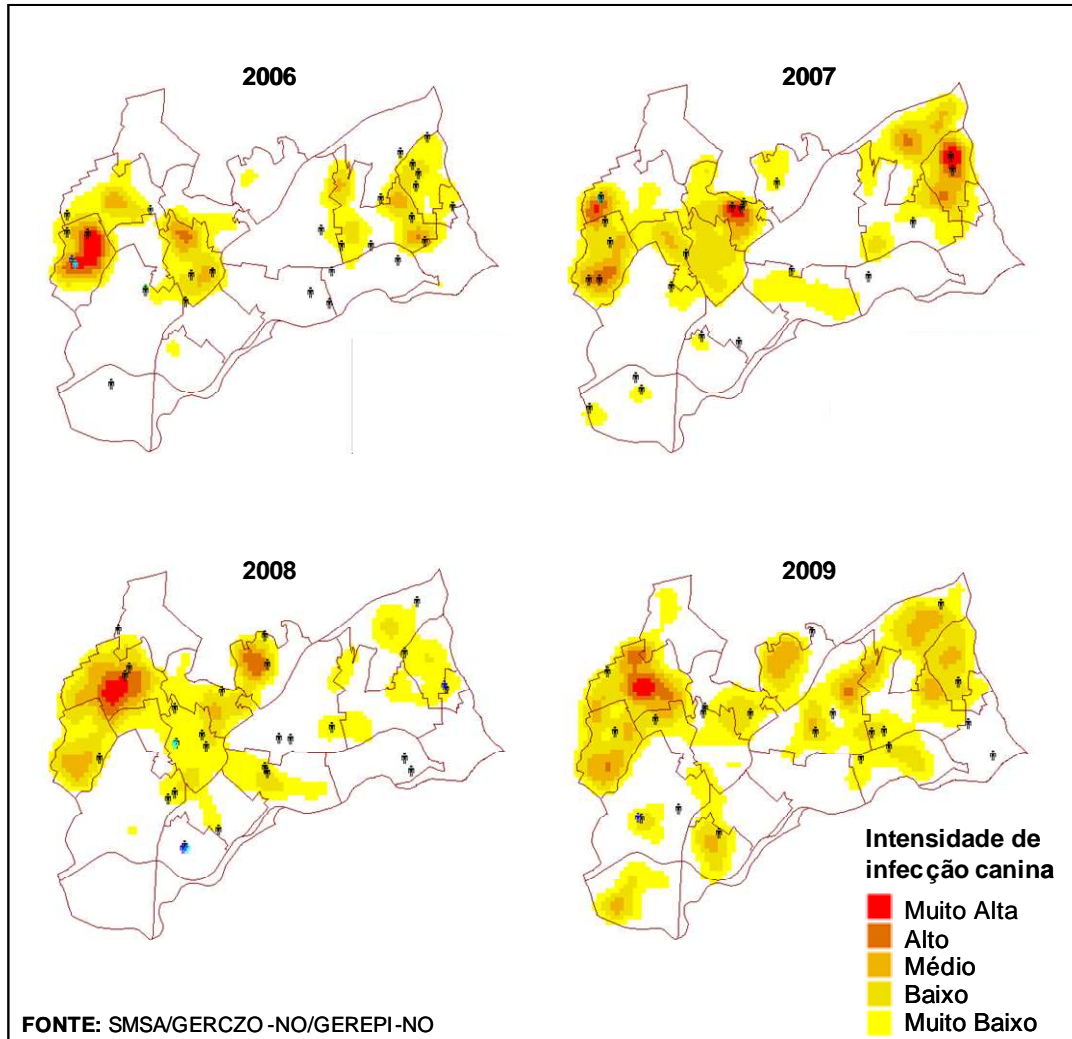 2006
2007
2008
2009
Intensidade de
infecção canina
Muito Alta
Alto
Médio
Baixo
Muito Baixo
FONTE: SMSA/GERCZO-NO/GEREPI-NO